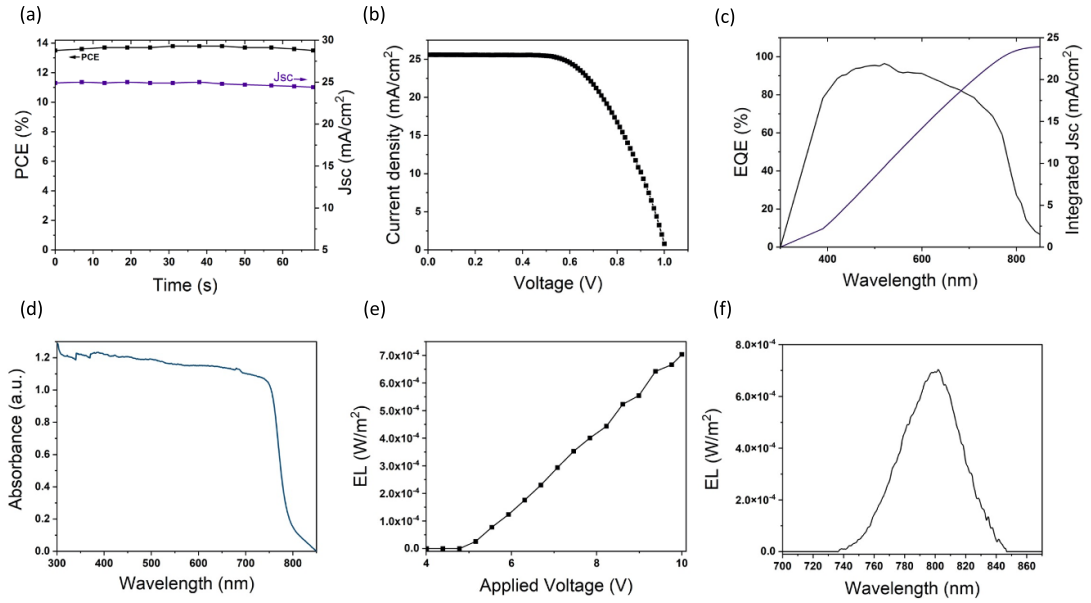 (a)
PCE (%)
14
12
10
8
6
4
2
0
PCE
Jsc
30
25
20
15
10
5
Jsc (mA/cm²)
0 10 20 30 40 50 60
Time (s)
(b)
Current density (mA/cm²)
25
20
15
10
5
0
0.0 0.2 0.4 0.6 0.8 1.0
Voltage (V)
(c)
EQE (%)
100
80
60
40
20
0
25
20
15
10
5
0
Integrated Jsc (mA/cm²)
400 600 800
Wavelength (nm)
(d)
Absorbance (a.u.)
1.2
1.0
0.8
0.6
0.4
0.2
0.0
300 400 500 600 700 800
Wavelength (nm)
(e)
EL (W/m²)
7.0x10⁻⁴
6.0x10⁻⁴
5.0x10⁻⁴
4.0x10⁻⁴
3.0x10⁻⁴
2.0x10⁻⁴
1.0x10⁻⁴
0.0
4 6 8 10
Applied Voltage (V)
(f)
EL (W/m²)
8.0x10⁻⁴
6.0x10⁻⁴
4.0x10⁻⁴
2.0x10⁻⁴
0.0
700 720 740 760 780 800 820 840 860
Wavelength (nm)